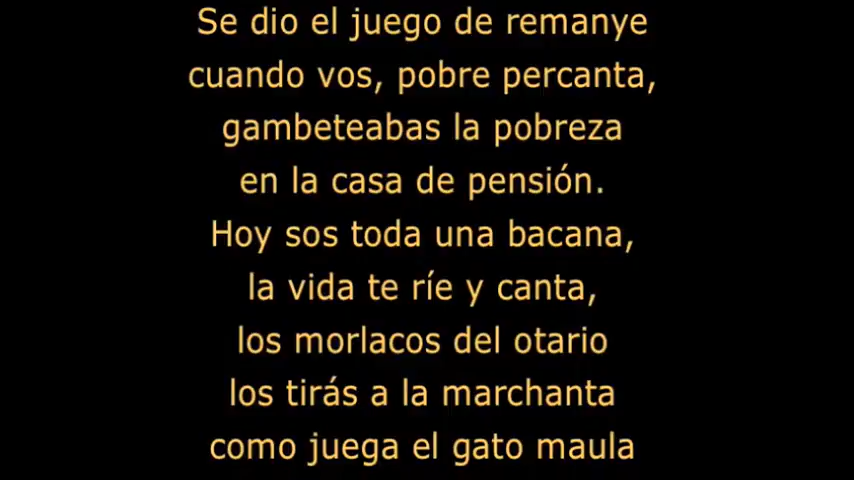 Se dio el juego de remanye
cuando vos, pobre percanta,
gambeteabas la pobreza
en la casa de pensión.
Hoy sos toda una bacana,
la vida te ríe y canta,
los morlacos del otario
los tirás a la marchanta
como juega el gato maula